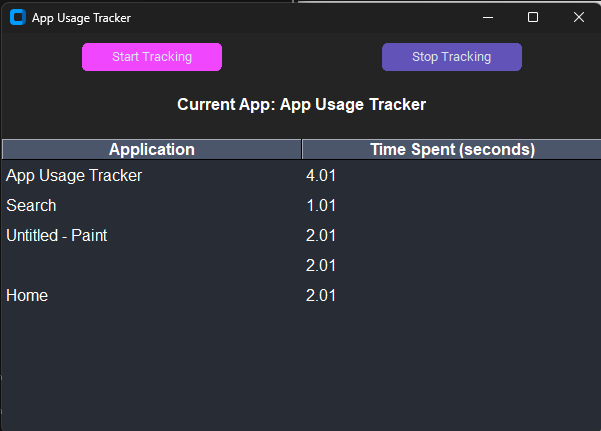 App Usage Tracker
Start Tracking Stop Tracking
Current App: App Usage Tracker
Application Time Spent (seconds)
App Usage Tracker 4.01
Search 1.01
Untitled - Paint 2.01
2.01
Home 2.01